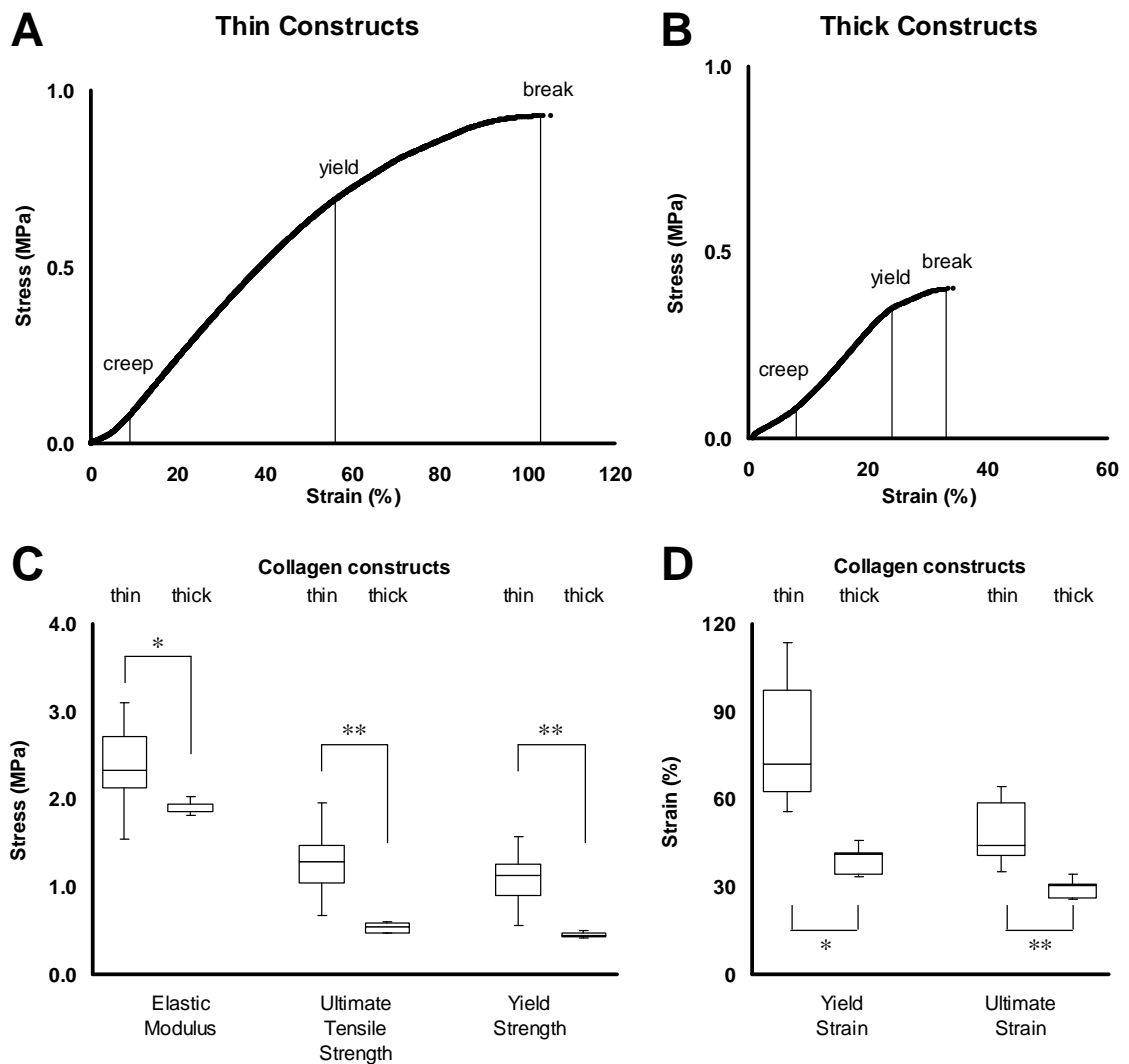 A
Thin Constructs
1.0
0.5
0.0
Stress (MPa)
creep
yield
break
0 20 40 60 80 100 120
Strain (%)
B
Thick Constructs
1.0
0.5
0.0
Stress (MPa)
creep
yield
break
0 20 40 60
Strain (%)
C
Collagen constructs
thin thick thin thick thin thick
4.0
3.0
2.0
1.0
0.0
Stress (MPa)
*
**
**
Elastic
Modulus
Ultimate
Tensile
Strength
Yield
Strength
D
Collagen constructs
thin thick thin thick
120
90
60
30
0
Strain (%)
*
**
Yield
Strain
Ultimate
Strain